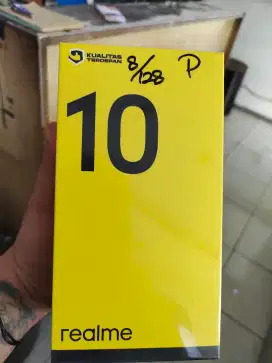 KUALITAS
TERDEPAN
8/128 P
10
realme